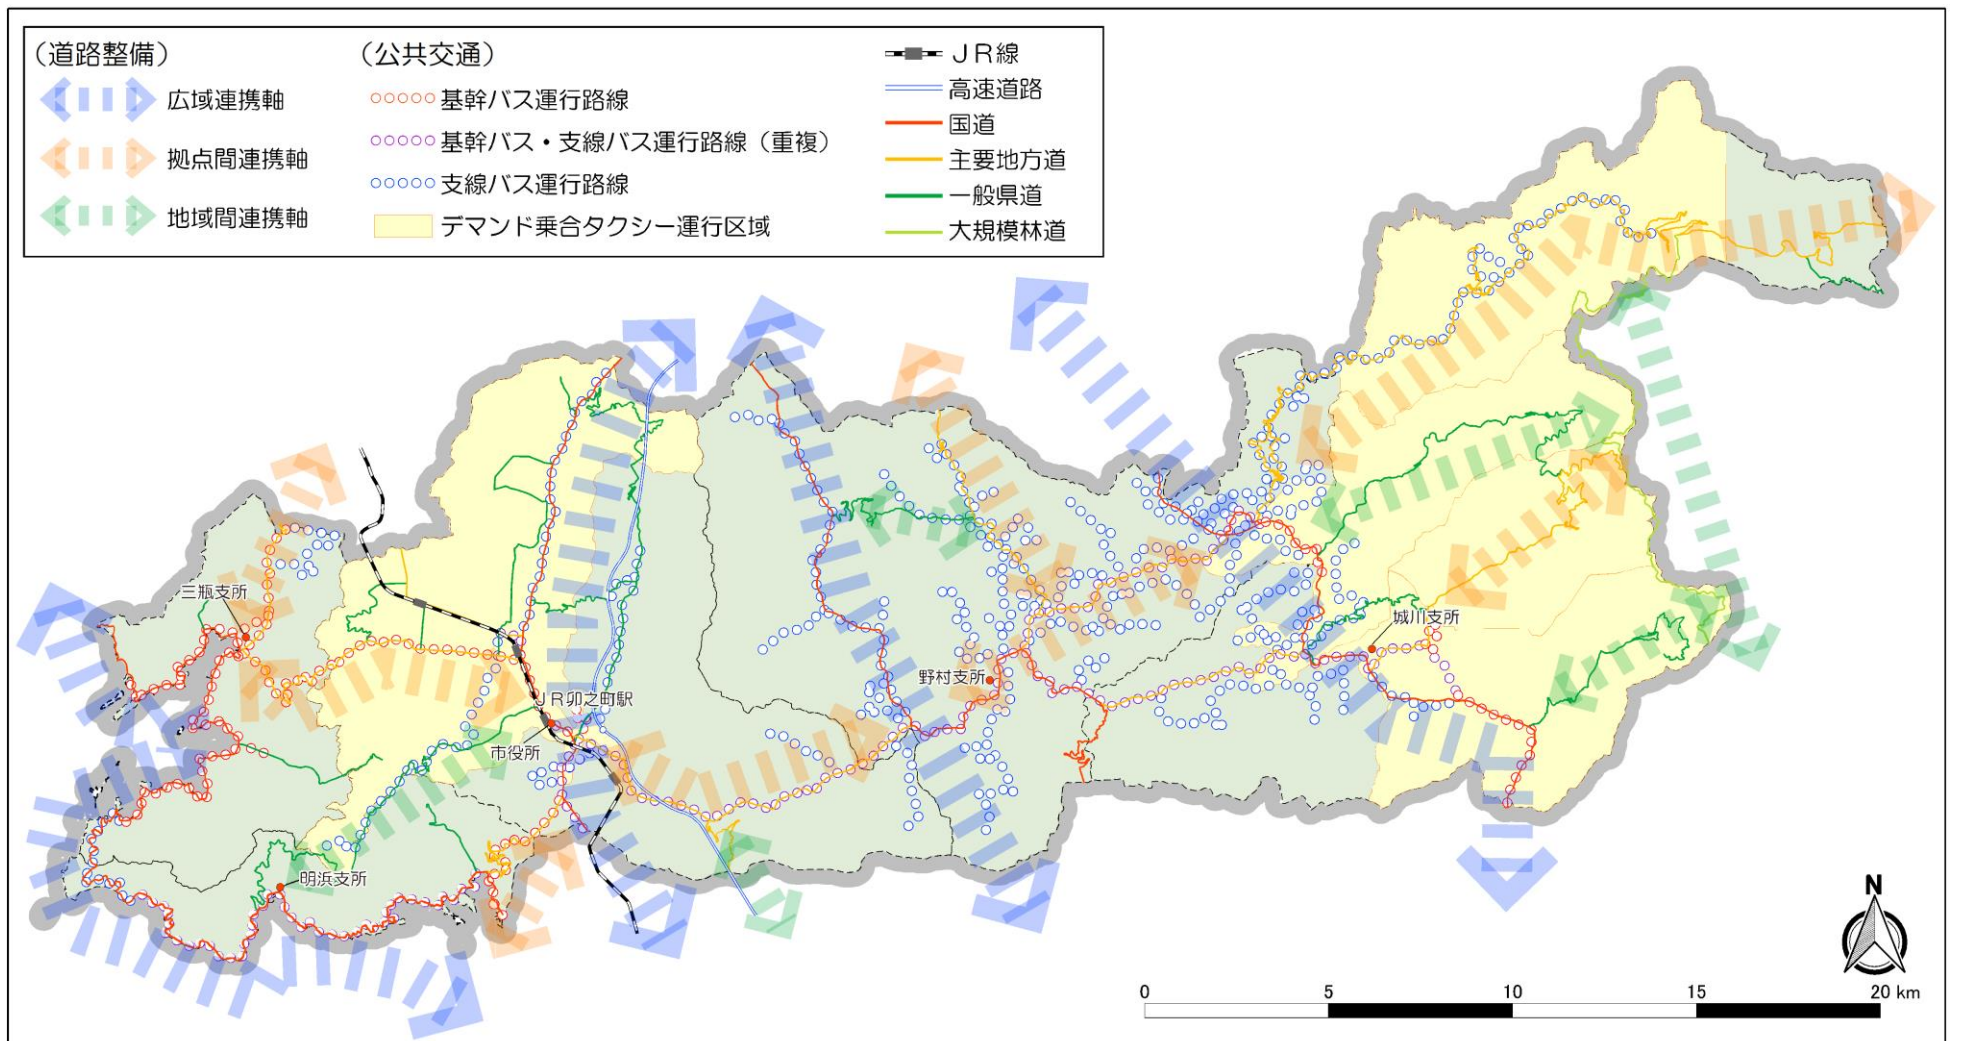 （道路整備）
広域連携軸
拠点間連携軸
地域間連携軸
（公共交通）
基幹バス運行路線
基幹バス・支線バス運行路線（重複）
支線バス運行路線
デマンド乗合タクシー運行区域
ＪＲ線
高速道路
国道
主要地方道
一般県道
大規模林道
三瓶支所
城川支所
野村支所
ＪＲ卯之町駅
市役所
明浜支所
N
0 5 10 15 20 km